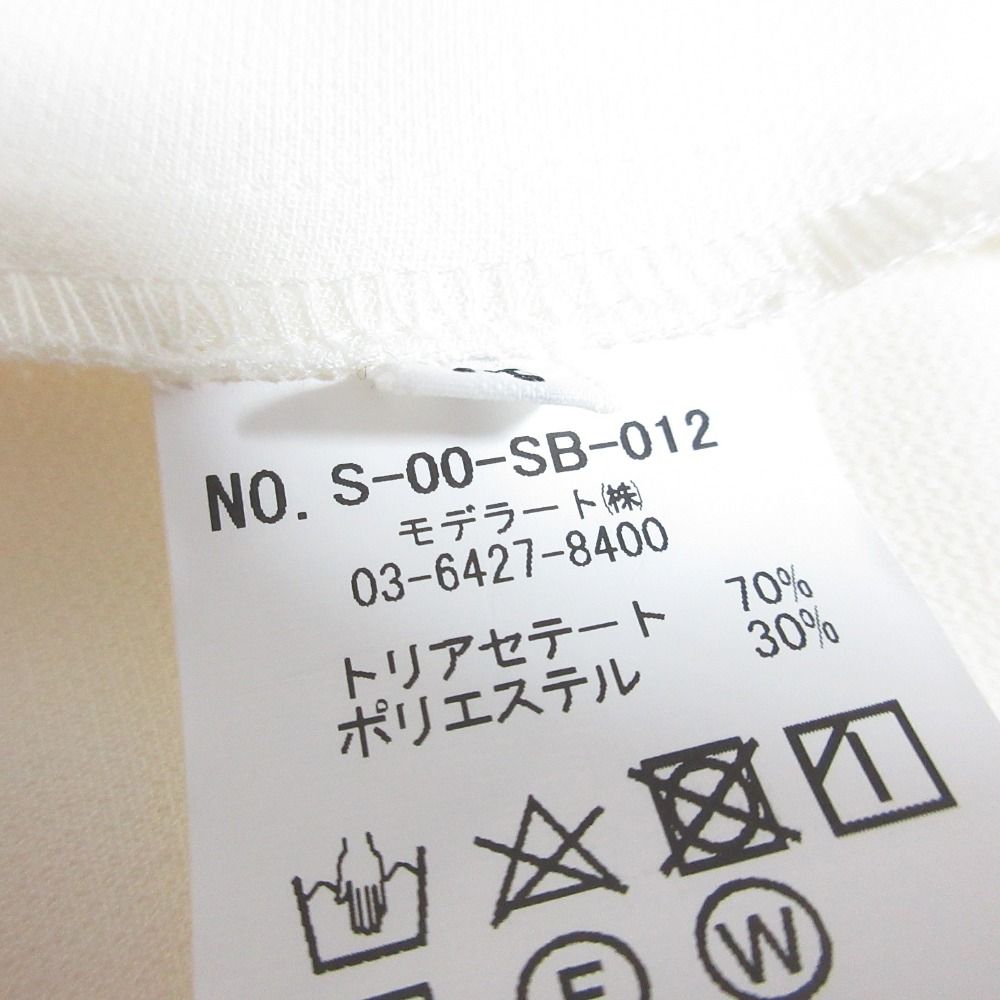 NO. S-00-SB-012
モデラート(株)
03-6427-8400
トリアセテート 70%
ポリエステル 30%
W